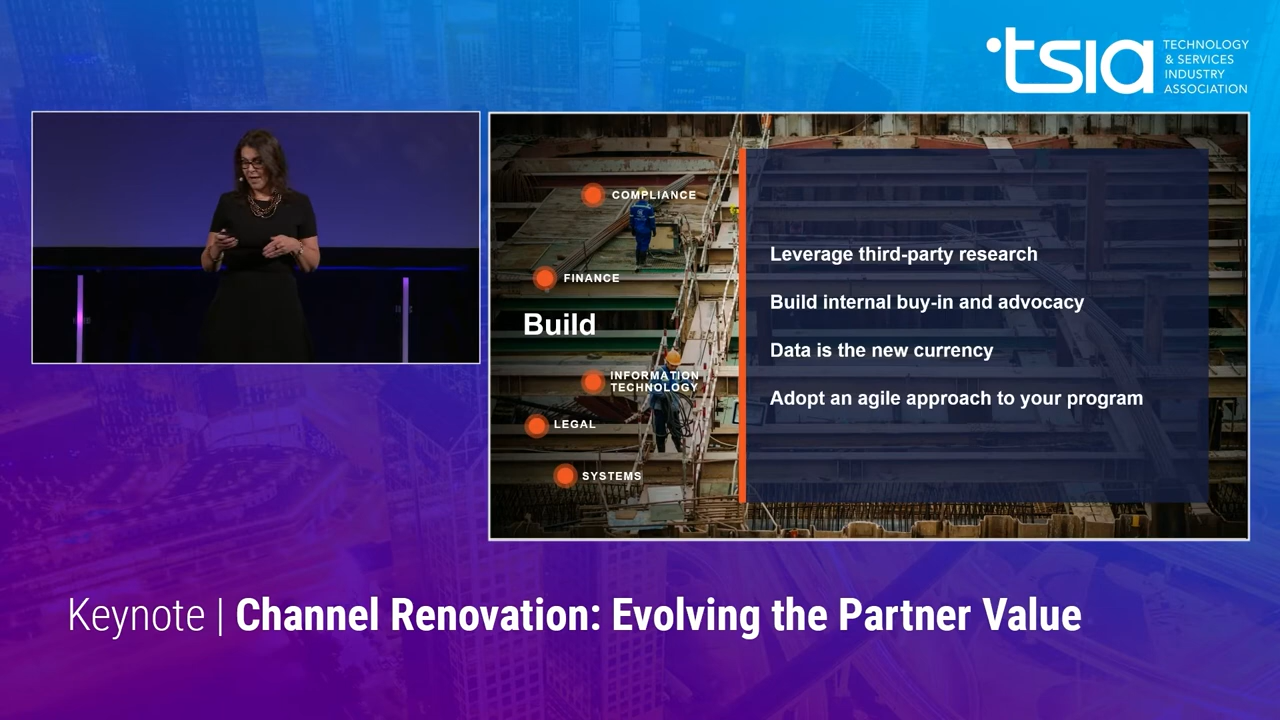 tsia
TECHNOLOGY
& SERVICES
INDUSTRY
ASSOCIATION
COMPLIANCE
FINANCE
Build
INFORMATION
TECHNOLOGY
LEGAL
SYSTEMS
Leverage third-party research
Build internal buy-in and advocacy
Data is the new currency
Adopt an agile approach to your program
Keynote | Channel Renovation: Evolving the Partner Value